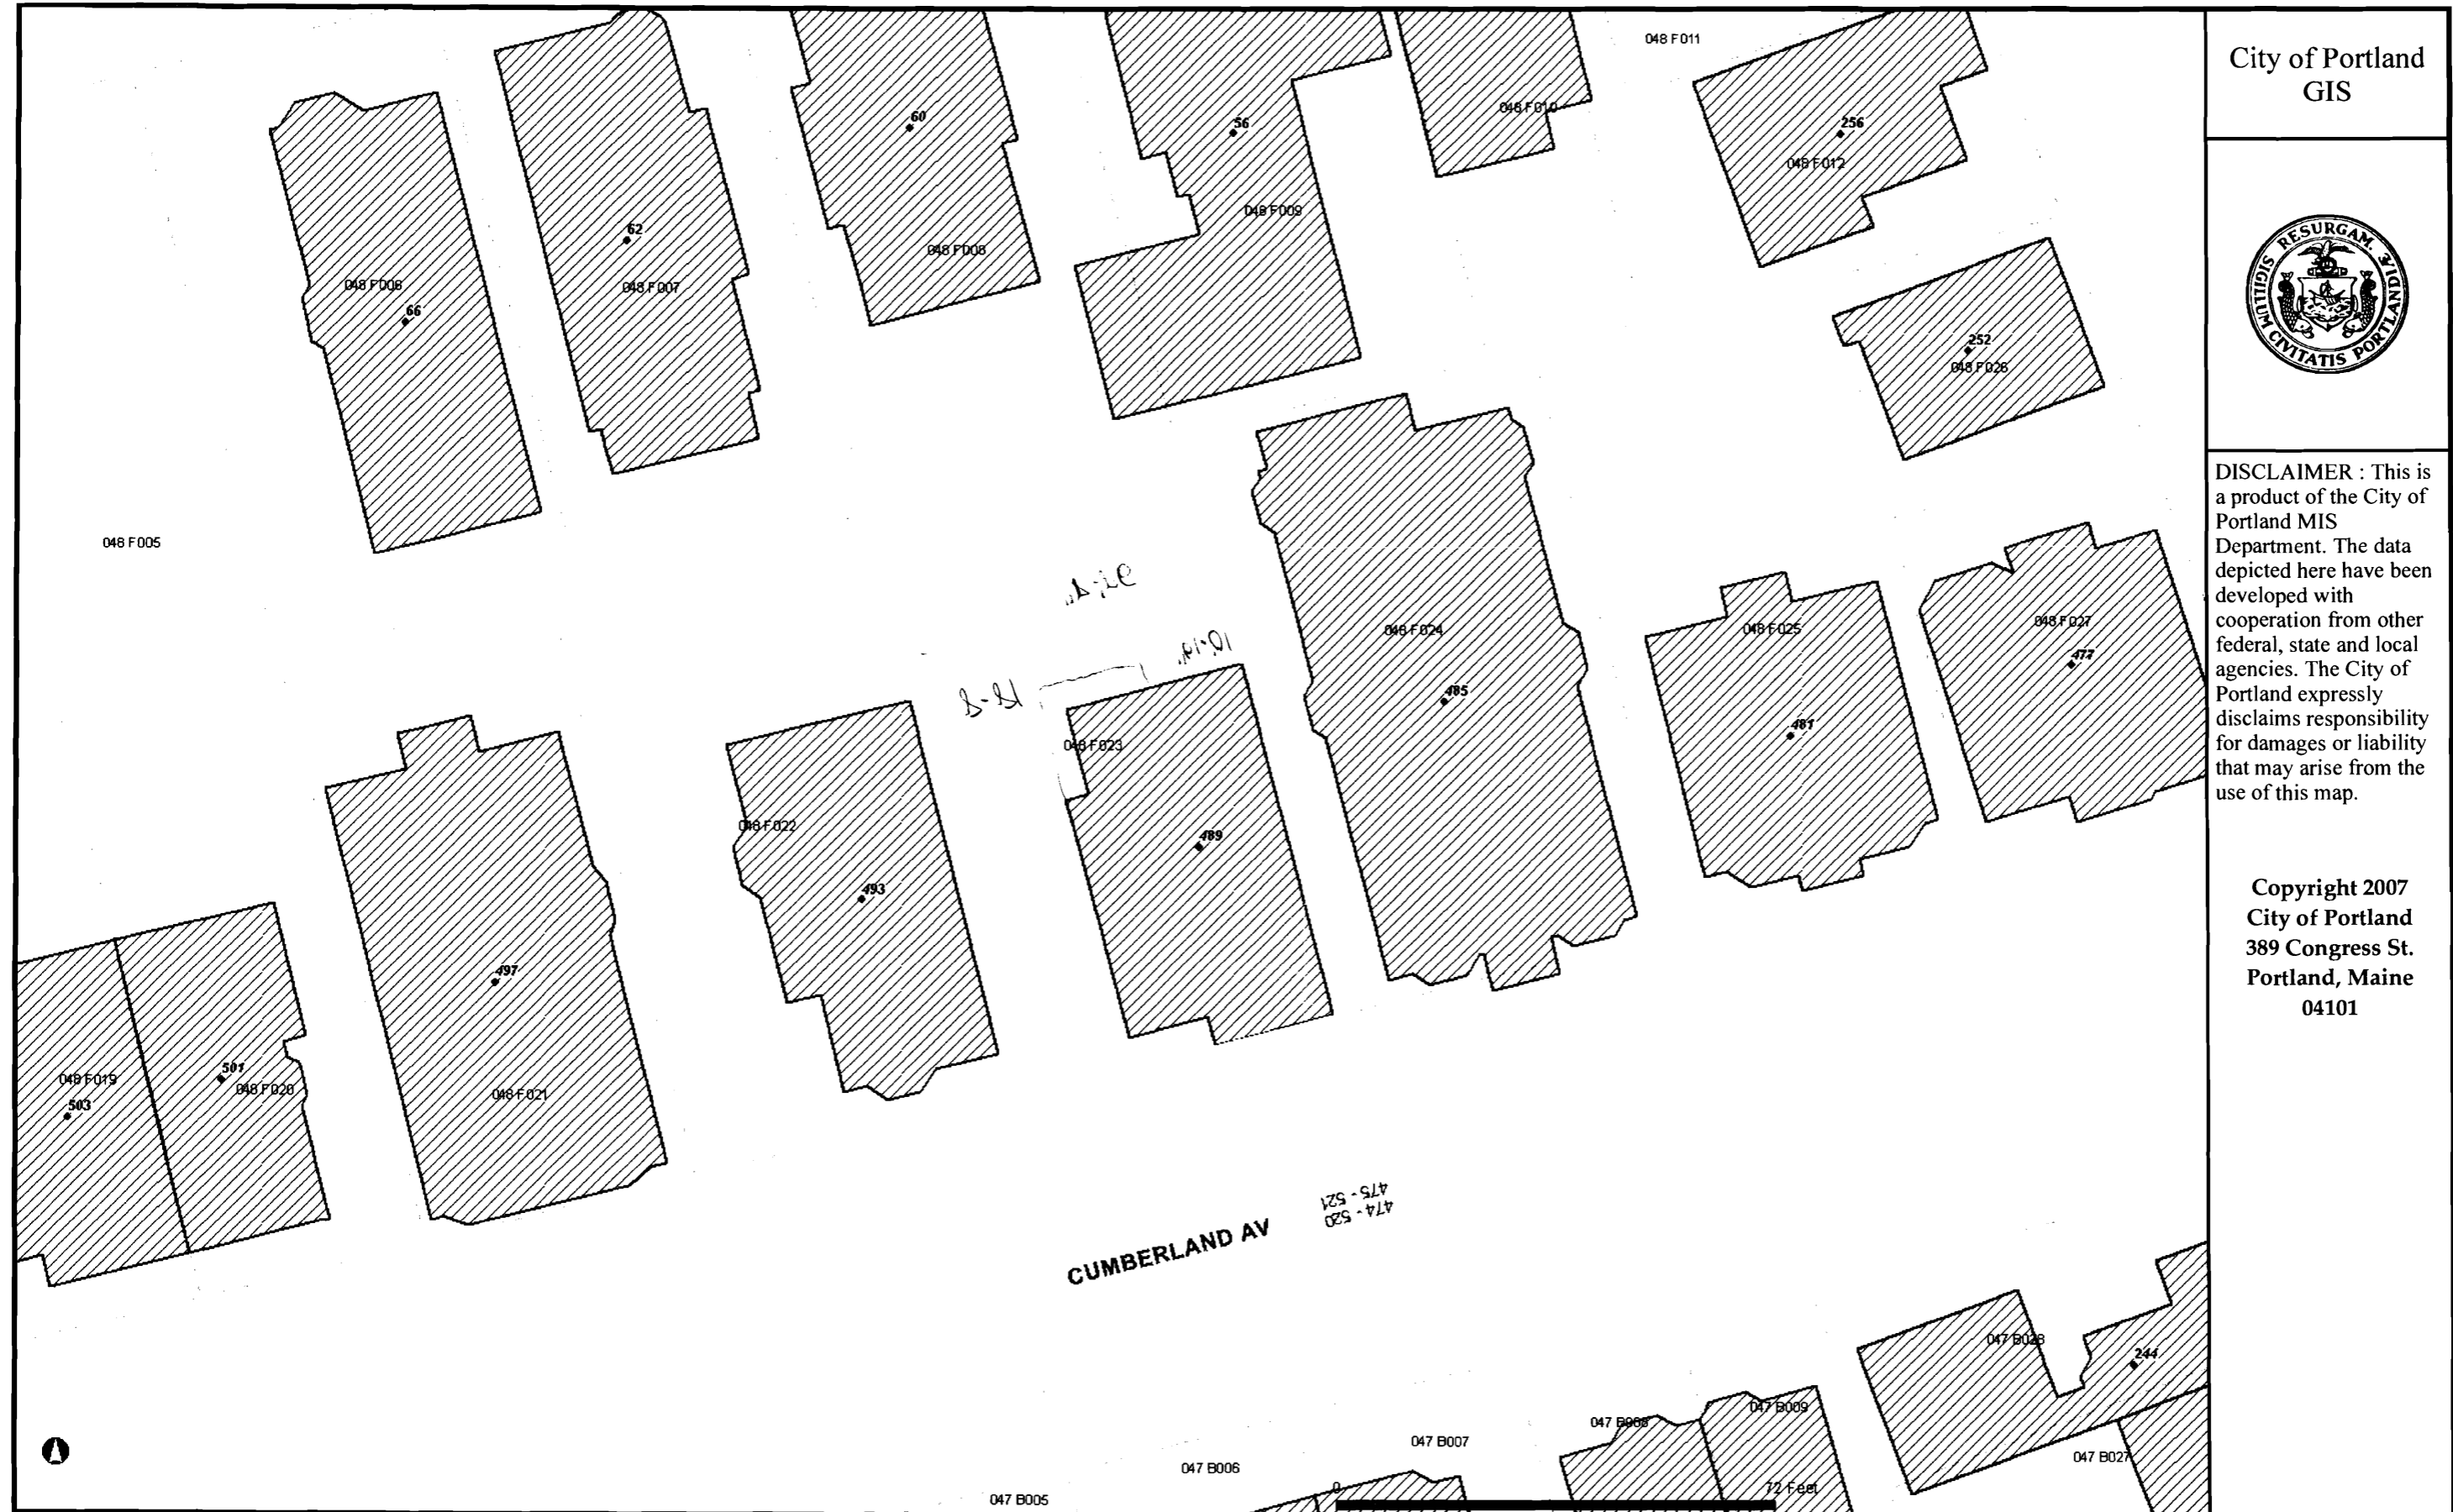 048 F011
City of Portland
GIS
048 F010
60
56
256
048 F012
048 F009
62
048 F008
048 F006
048 F007
66
252
048 F026
SIGILLUM CIVITATIS PORTLANDIÆ
RESURGAM.
DISCLAIMER : This is
a product of the City of
Portland MIS
Department. The data
depicted here have been
developed with
cooperation from other
federal, state and local
agencies. The City of
Portland expressly
disclaims responsibility
for damages or liability
that may arise from the
use of this map.
048 F005
048 F024
048 F025
048 F027
477
18-8
485
481
048 F023
048 F022
489
493
Copyright 2007
City of Portland
389 Congress St.
Portland, Maine
04101
497
501
048 F019
048 F020
048 F021
503
474 - 520
475 - 521
CUMBERLAND AV
047 B028
244
047 B009
047 B008
047 B007
047 B006
047 B027
047 B005
0
72 Feet